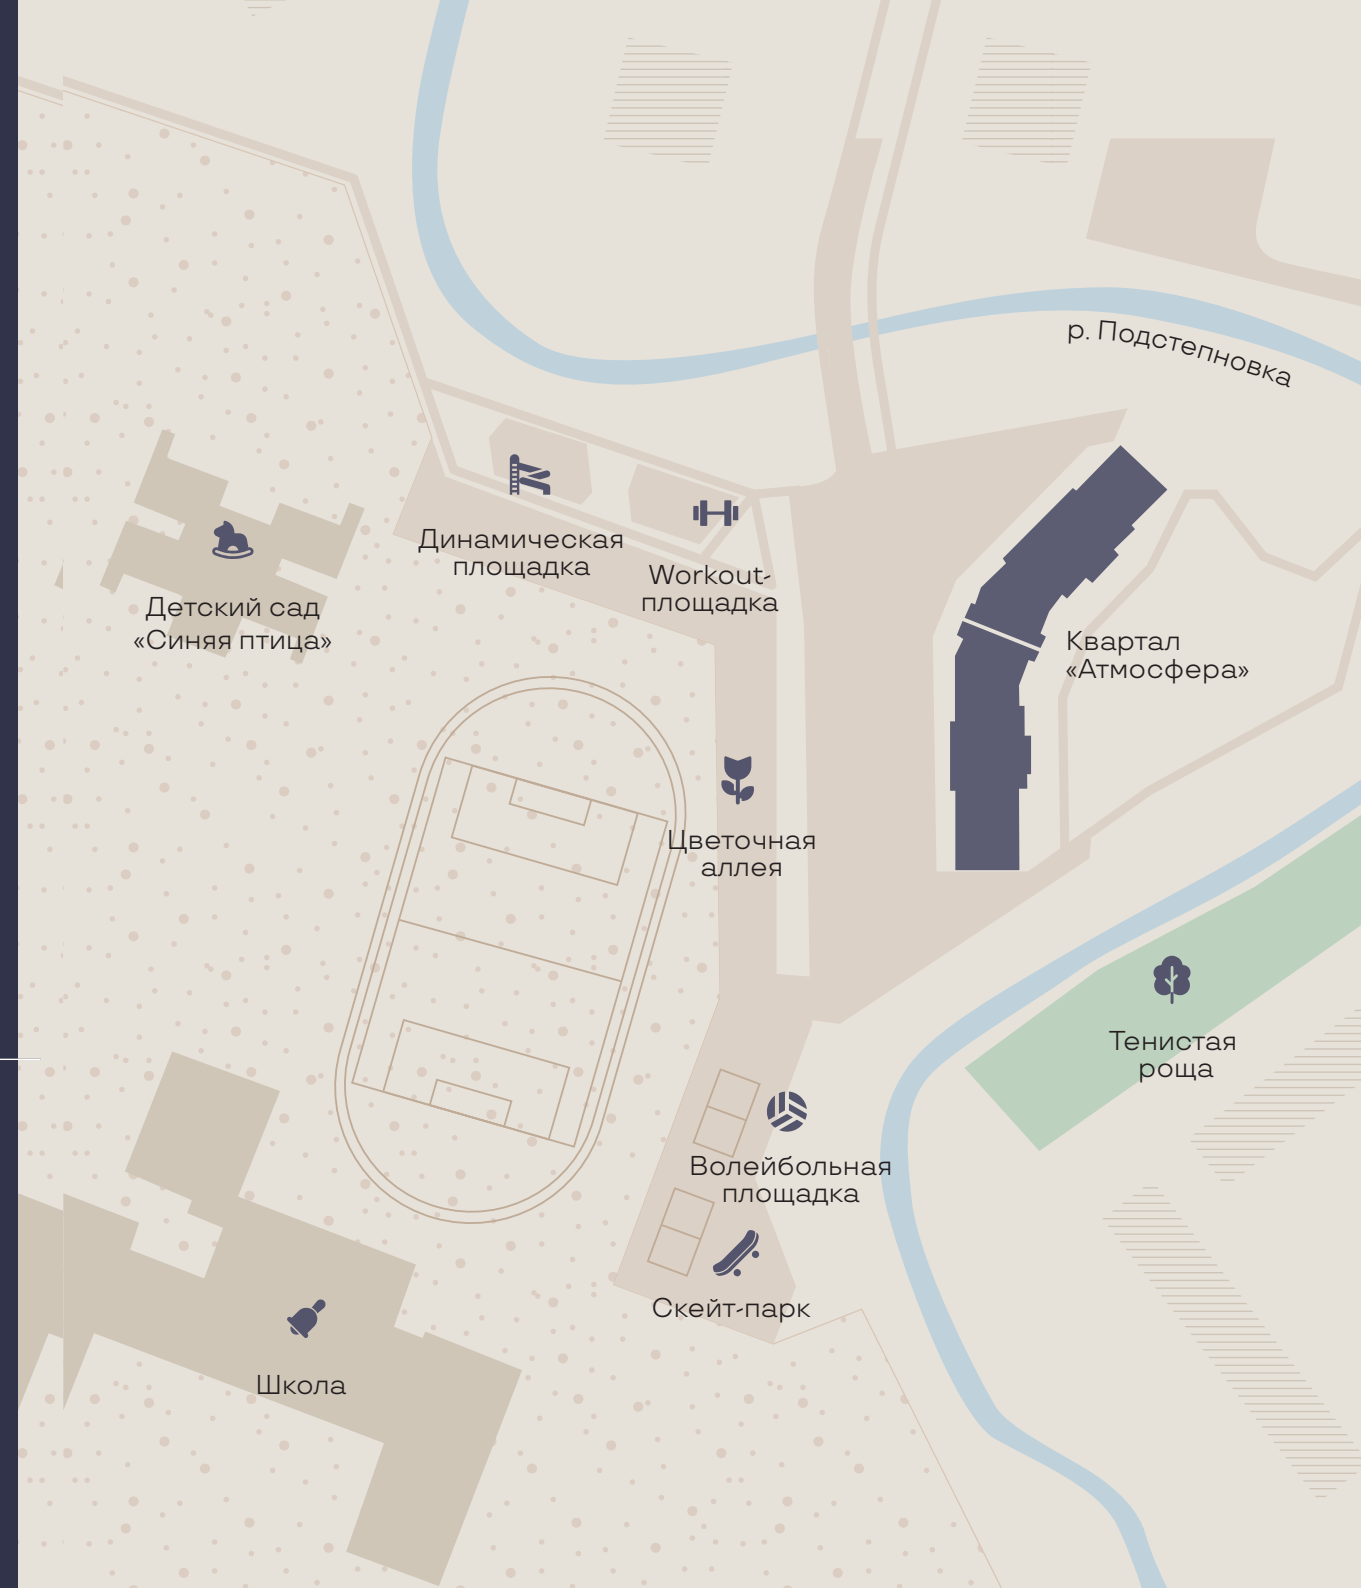 р. Подстепновка
Динамическая
площадка
Workout-
площадка
Детский сад
«Синяя птица»
Квартал
«Атмосфера»
Цветочная
аллея
Тенистая
роща
Волейбольная
площадка
Скейт-парк
Школа